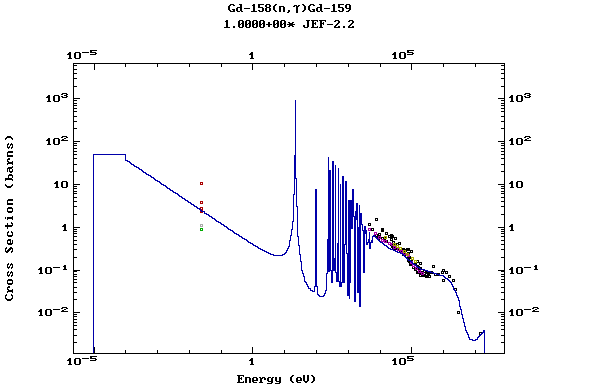 Gd-158(n,γ)Gd-159
1.0000+00* JEF-2.2
10⁻⁵ 1 10⁵
10³ 10³
10² 10²
10 10
1 1
10⁻¹ 10⁻¹
10⁻² 10⁻²
Cross Section (barns)
10⁻⁵ 1 10⁵
Energy (eV)